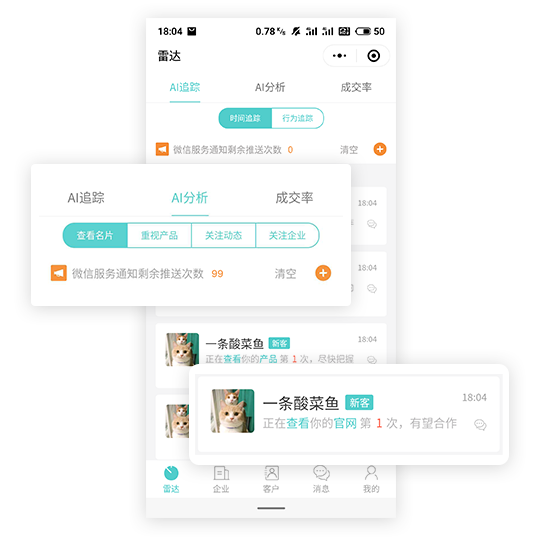 18:04 0.78 K/s 50
雷达
AI追踪 AI分析 成交率
时间追踪 行为追踪
微信服务通知剩余推送次数 0 清空
18:04
AI追踪 AI分析 成交率
查看名片 重视产品 关注动态 关注企业
微信服务通知剩余推送次数 99 清空
18:04
一条酸菜鱼 新客 18:04
正在查看你的产品 第 1 次，尽快把握
一条酸菜鱼 新客 18:04
正在查看你的官网 第 1 次，有望合作
雷达 企业 客户 消息 我的